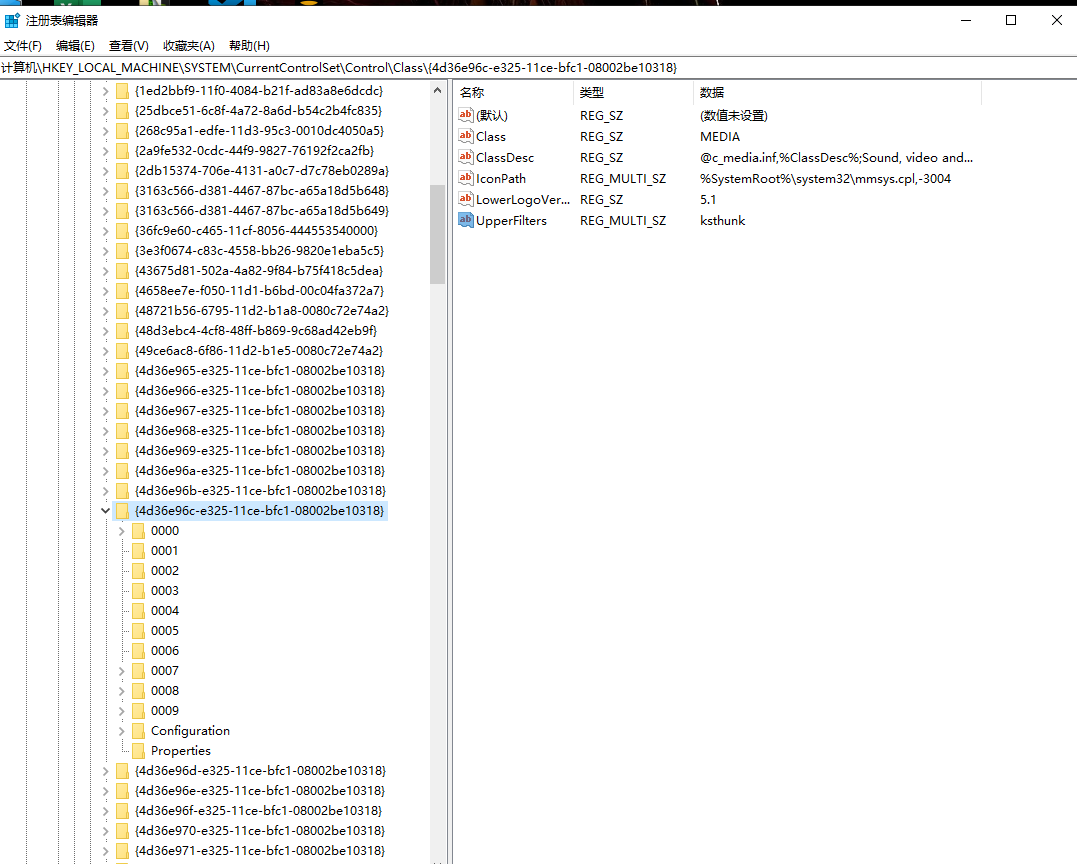 注册表编辑器
文件(F) 编辑(E) 查看(V) 收藏夹(A) 帮助(H)
计算机\HKEY_LOCAL_MACHINE\SYSTEM\CurrentControlSet\Control\Class\{4d36e96c-e325-11ce-bfc1-08002be10318}
{1ed2bbf9-11f0-4084-b21f-ad83a8e6dcdc}
{25dbce51-6c8f-4a72-8a6d-b54c2b4fc835}
{268c95a1-edfe-11d3-95c3-0010dc4050a5}
{2a9fe532-0cdc-44f9-9827-76192f2ca2fb}
{2db15374-706e-4131-a0c7-d7c78eb0289a}
{3163c566-d381-4467-87bc-a65a18d5b648}
{3163c566-d381-4467-87bc-a65a18d5b649}
{36fc9e60-c465-11cf-8056-444553540000}
{3e3f0674-c83c-4558-bb26-9820e1eba5c5}
{43675d81-502a-4a82-9f84-b75f418c5dea}
{4658ee7e-f050-11d1-b6bd-00c04fa372a7}
{48721b56-6795-11d2-b1a8-0080c72e74a2}
{48d3ebc4-4cf8-48ff-b869-9c68ad42eb9f}
{49ce6ac8-6f86-11d2-b1e5-0080c72e74a2}
{4d36e965-e325-11ce-bfc1-08002be10318}
{4d36e966-e325-11ce-bfc1-08002be10318}
{4d36e967-e325-11ce-bfc1-08002be10318}
{4d36e968-e325-11ce-bfc1-08002be10318}
{4d36e969-e325-11ce-bfc1-08002be10318}
{4d36e96a-e325-11ce-bfc1-08002be10318}
{4d36e96b-e325-11ce-bfc1-08002be10318}
{4d36e96c-e325-11ce-bfc1-08002be10318}
0000
0001
0002
0003
0004
0005
0006
0007
0008
0009
Configuration
Properties
{4d36e96d-e325-11ce-bfc1-08002be10318}
{4d36e96e-e325-11ce-bfc1-08002be10318}
{4d36e96f-e325-11ce-bfc1-08002be10318}
{4d36e970-e325-11ce-bfc1-08002be10318}
{4d36e971-e325-11ce-bfc1-08002be10318}
名称 类型 数据
ab (默认) REG_SZ (数值未设置)
ab Class REG_SZ MEDIA
ab ClassDesc REG_SZ @c_media.inf,%ClassDesc%;Sound, video and...
ab IconPath REG_MULTI_SZ %SystemRoot%\system32\mmsys.cpl,-3004
ab LowerLogoVer... REG_SZ 5.1
ab UpperFilters REG_MULTI_SZ ksthunk